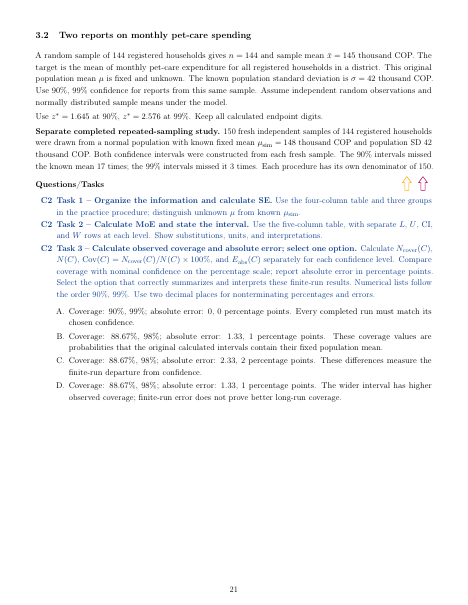 3.2 Two reports on monthly pet-care spending
A random sample of 144 registered households gives n = 144 and sample mean x̄ = 145 thousand COP. The
target is the mean of monthly pet-care expenditure for all registered households in a district. This original
population mean μ is fixed and unknown. The known population standard deviation is σ = 42 thousand COP.
Use 90%, 99% confidence for reports from this same sample. Assume independent random observations and
normally distributed sample means under the model.
Use z* = 1.645 at 90%, z* = 2.576 at 99%. Keep all calculated endpoint digits.
Separate completed repeated-sampling study. 150 fresh independent samples of 144 registered households
were drawn from a normal population with known fixed mean μsim = 148 thousand COP and population SD 42
thousand COP. Both confidence intervals were constructed from each fresh sample. The 90% intervals missed
the known mean 17 times; the 99% intervals missed it 3 times. Each procedure has its own denominator of 150.
Questions/Tasks
C2 Task 1 – Organize the information and calculate SE. Use the four-column table and three groups
in the practice procedure; distinguish unknown μ from known μsim.
C2 Task 2 – Calculate MoE and state the interval. Use the five-column table, with separate L, U, CI,
and W rows at each level. Show substitutions, units, and interpretations.
C2 Task 3 – Calculate observed coverage and absolute error; select one option. Calculate Ncover(C),
N(C), Cov(C) = Ncover(C)/N(C) × 100%, and Eabs(C) separately for each confidence level. Compare
coverage with nominal confidence on the percentage scale; report absolute error in percentage points.
Select the option that correctly summarizes and interprets these finite-run results. Numerical lists follow
the order 90%, 99%. Use two decimal places for nonterminating percentages and errors.
A. Coverage: 90%, 99%; absolute error: 0, 0 percentage points. Every completed run must match its
chosen confidence.
B. Coverage: 88.67%, 98%; absolute error: 1.33, 1 percentage points. These coverage values are
probabilities that the original calculated intervals contain their fixed population mean.
C. Coverage: 88.67%, 98%; absolute error: 2.33, 2 percentage points. These differences measure the
finite-run departure from confidence.
D. Coverage: 88.67%, 98%; absolute error: 1.33, 1 percentage points. The wider interval has higher
observed coverage; finite-run error does not prove better long-run coverage.
21